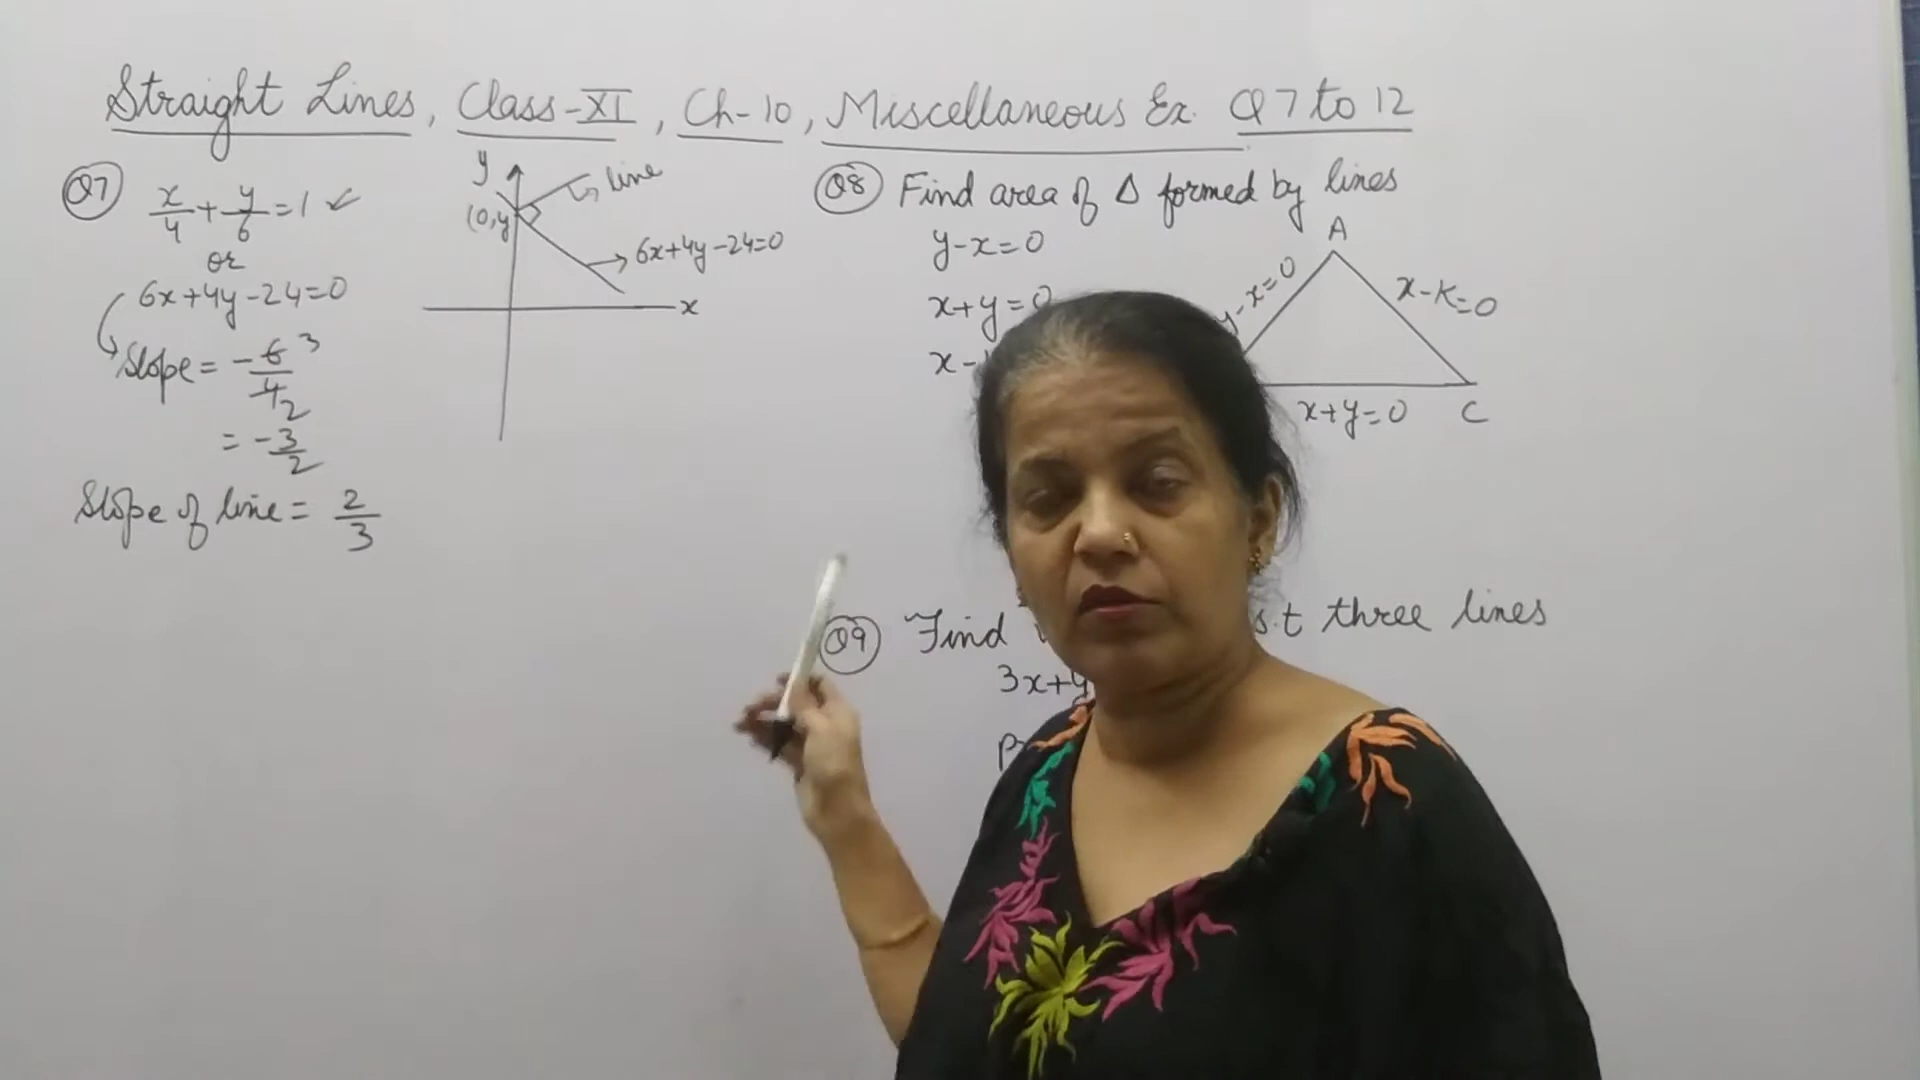 Straight Lines, Class-XI, Ch-10, Miscellaneous Ex. Q7 to 12
Q7 x/4 + y/6 = 1 ✓
or
6x+4y-24=0
Slope = -6/4 3 2
= -3/2
Slope of line = 2/3
y
line
(0,y
6x+4y-24=0
x
Q8 Find area of Δ formed by lines
y-x=0
x+y=0
x-
A
y-x=0
x-K=0
x+y=0
C
Q9 Find s.t three lines
3x+y
p